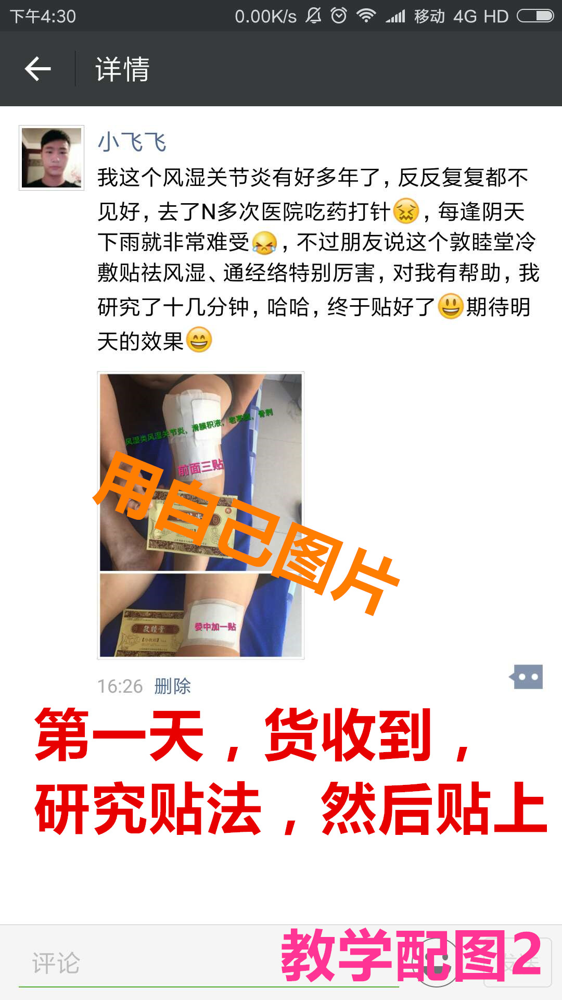 下午4:30 0.00K/s 移动 4G HD
详情
小飞飞
我这个风湿关节炎有好多年了，反反复复都不
见好，去了N多次医院吃药打针😖，每逢阴天
下雨就非常难受😭，不过朋友说这个敦睦堂冷
敷贴祛风湿、通经络特别厉害，对我有帮助，我
研究了十几分钟，哈哈，终于贴好了😃期待明
天的效果😄
风湿类风湿关节炎，滑膜积液，老寒腿，骨刺
前面三贴
用自己图片
委中加一贴
敦睦堂
16:26 删除
第一天，货收到，
研究贴法，然后贴上
教学配图2
评论
发送